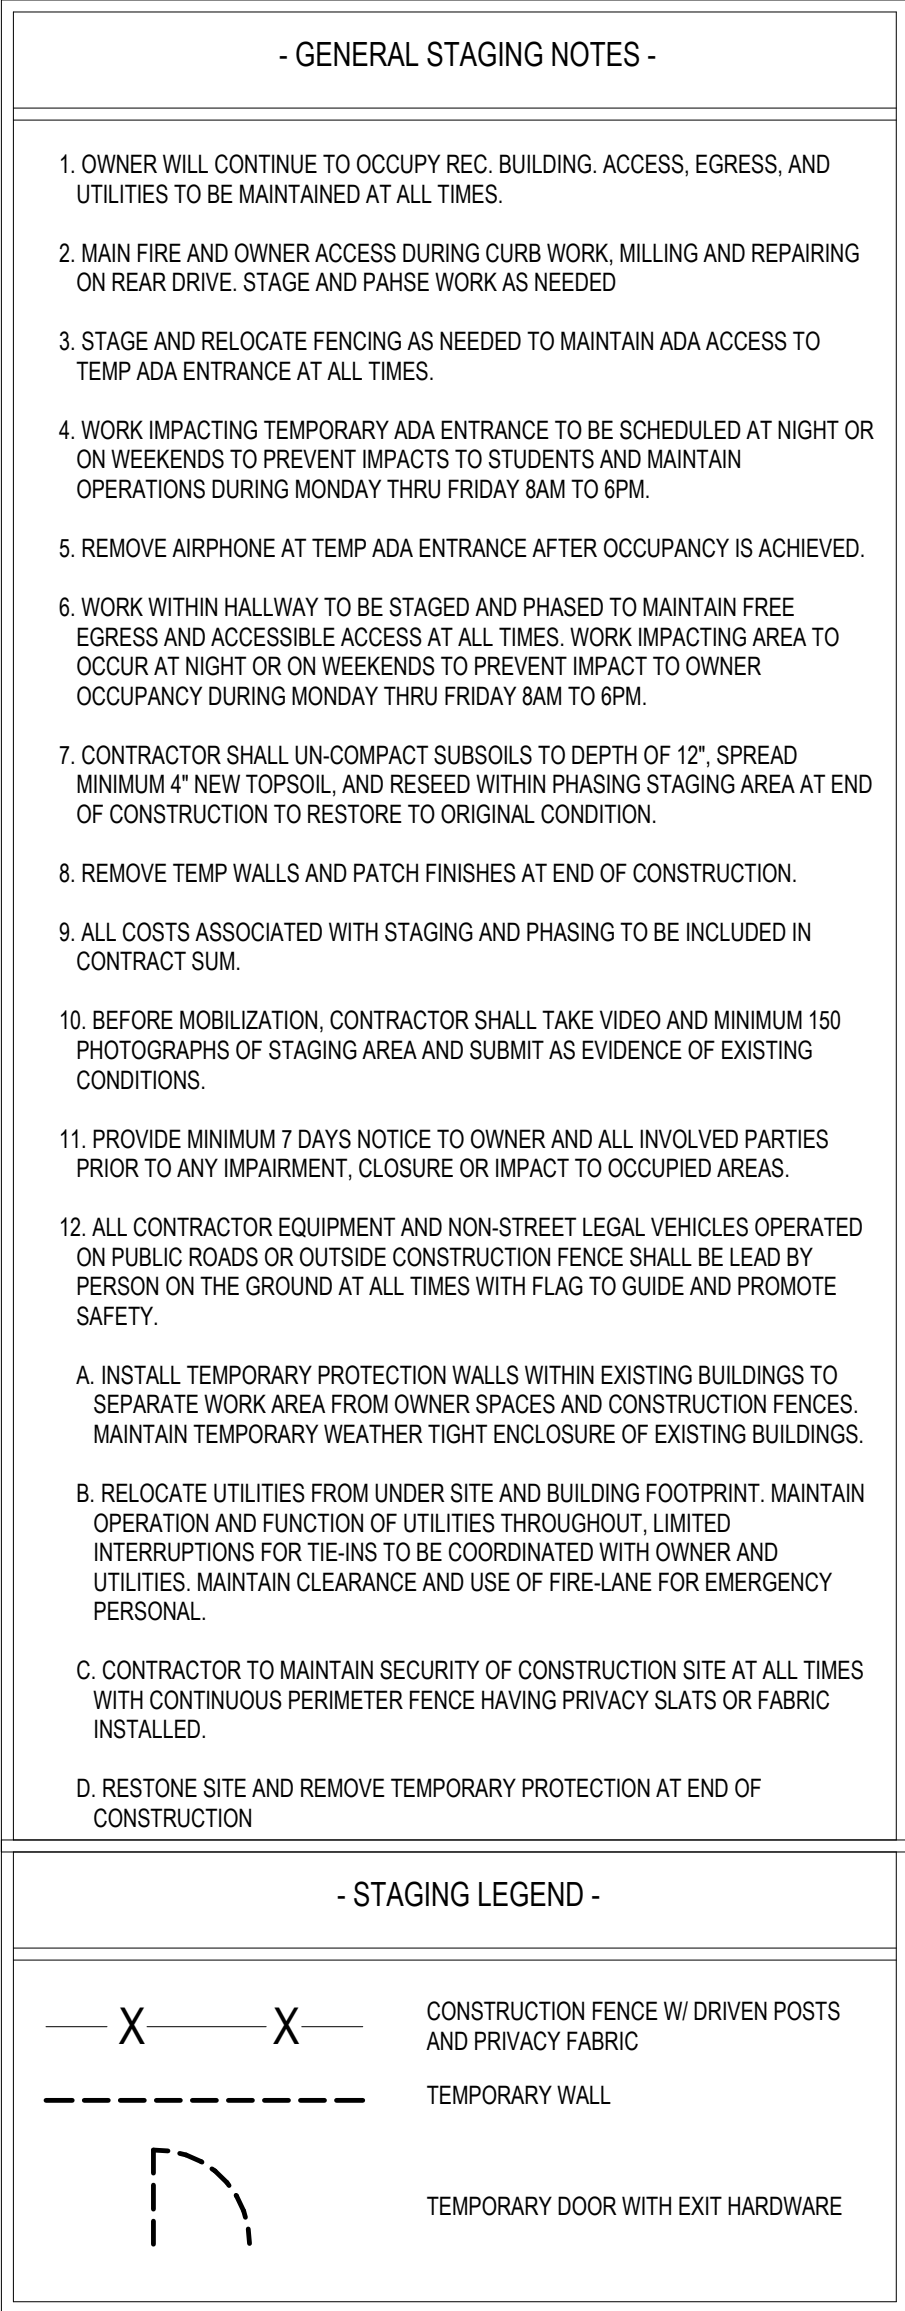 - GENERAL STAGING NOTES -
1. OWNER WILL CONTINUE TO OCCUPY REC. BUILDING. ACCESS, EGRESS, AND
UTILITIES TO BE MAINTAINED AT ALL TIMES.
2. MAIN FIRE AND OWNER ACCESS DURING CURB WORK, MILLING AND REPAIRING
ON REAR DRIVE. STAGE AND PAHSE WORK AS NEEDED
3. STAGE AND RELOCATE FENCING AS NEEDED TO MAINTAIN ADA ACCESS TO
TEMP ADA ENTRANCE AT ALL TIMES.
4. WORK IMPACTING TEMPORARY ADA ENTRANCE TO BE SCHEDULED AT NIGHT OR
ON WEEKENDS TO PREVENT IMPACTS TO STUDENTS AND MAINTAIN
OPERATIONS DURING MONDAY THRU FRIDAY 8AM TO 6PM.
5. REMOVE AIRPHONE AT TEMP ADA ENTRANCE AFTER OCCUPANCY IS ACHIEVED.
6. WORK WITHIN HALLWAY TO BE STAGED AND PHASED TO MAINTAIN FREE
EGRESS AND ACCESSIBLE ACCESS AT ALL TIMES. WORK IMPACTING AREA TO
OCCUR AT NIGHT OR ON WEEKENDS TO PREVENT IMPACT TO OWNER
OCCUPANCY DURING MONDAY THRU FRIDAY 8AM TO 6PM.
7. CONTRACTOR SHALL UN-COMPACT SUBSOILS TO DEPTH OF 12", SPREAD
MINIMUM 4" NEW TOPSOIL, AND RESEED WITHIN PHASING STAGING AREA AT END
OF CONSTRUCTION TO RESTORE TO ORIGINAL CONDITION.
8. REMOVE TEMP WALLS AND PATCH FINISHES AT END OF CONSTRUCTION.
9. ALL COSTS ASSOCIATED WITH STAGING AND PHASING TO BE INCLUDED IN
CONTRACT SUM.
10. BEFORE MOBILIZATION, CONTRACTOR SHALL TAKE VIDEO AND MINIMUM 150
PHOTOGRAPHS OF STAGING AREA AND SUBMIT AS EVIDENCE OF EXISTING
CONDITIONS.
11. PROVIDE MINIMUM 7 DAYS NOTICE TO OWNER AND ALL INVOLVED PARTIES
PRIOR TO ANY IMPAIRMENT, CLOSURE OR IMPACT TO OCCUPIED AREAS.
12. ALL CONTRACTOR EQUIPMENT AND NON-STREET LEGAL VEHICLES OPERATED
ON PUBLIC ROADS OR OUTSIDE CONSTRUCTION FENCE SHALL BE LEAD BY
PERSON ON THE GROUND AT ALL TIMES WITH FLAG TO GUIDE AND PROMOTE
SAFETY.
A. INSTALL TEMPORARY PROTECTION WALLS WITHIN EXISTING BUILDINGS TO
SEPARATE WORK AREA FROM OWNER SPACES AND CONSTRUCTION FENCES.
MAINTAIN TEMPORARY WEATHER TIGHT ENCLOSURE OF EXISTING BUILDINGS.
B. RELOCATE UTILITIES FROM UNDER SITE AND BUILDING FOOTPRINT. MAINTAIN
OPERATION AND FUNCTION OF UTILITIES THROUGHOUT, LIMITED
INTERRUPTIONS FOR TIE-INS TO BE COORDINATED WITH OWNER AND
UTILITIES. MAINTAIN CLEARANCE AND USE OF FIRE-LANE FOR EMERGENCY
PERSONAL.
C. CONTRACTOR TO MAINTAIN SECURITY OF CONSTRUCTION SITE AT ALL TIMES
WITH CONTINUOUS PERIMETER FENCE HAVING PRIVACY SLATS OR FABRIC
INSTALLED.
D. RESTONE SITE AND REMOVE TEMPORARY PROTECTION AT END OF
CONSTRUCTION
- STAGING LEGEND -
X X
CONSTRUCTION FENCE W/ DRIVEN POSTS
AND PRIVACY FABRIC
TEMPORARY WALL
TEMPORARY DOOR WITH EXIT HARDWARE